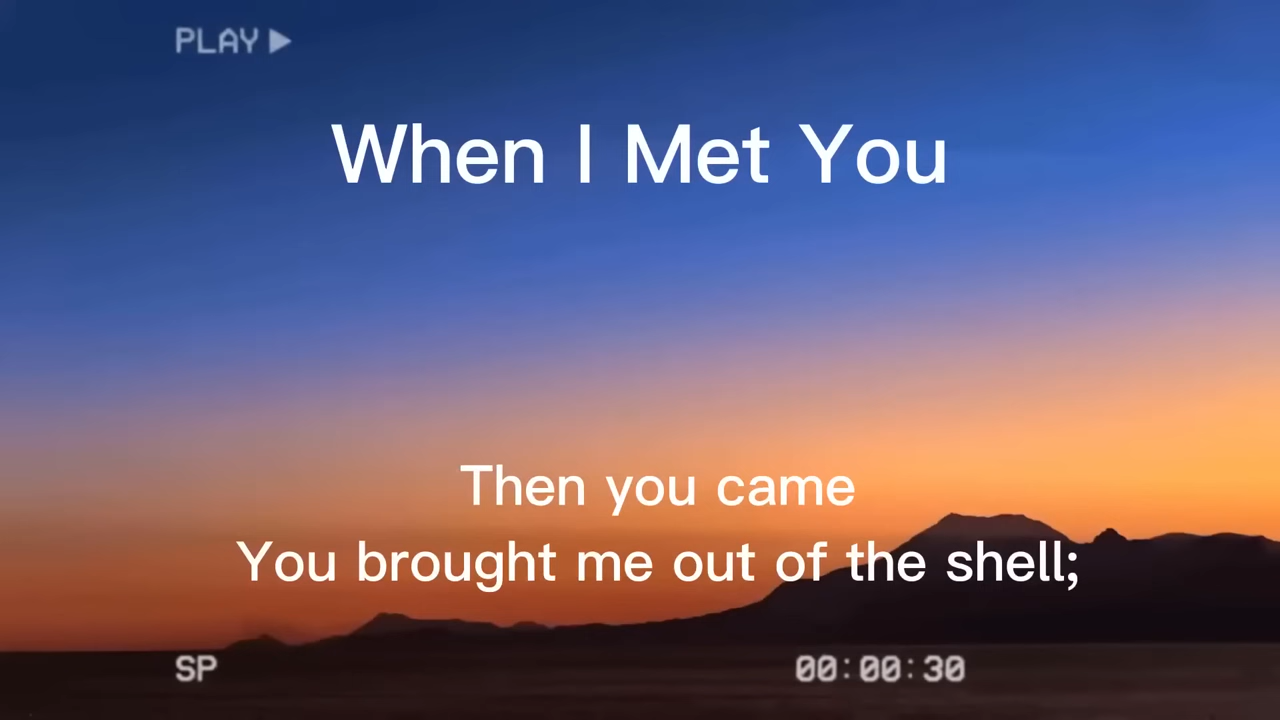 PLAY ▶
When I Met You
Then you came
You brought me out of the shell;
SP
00:00:30